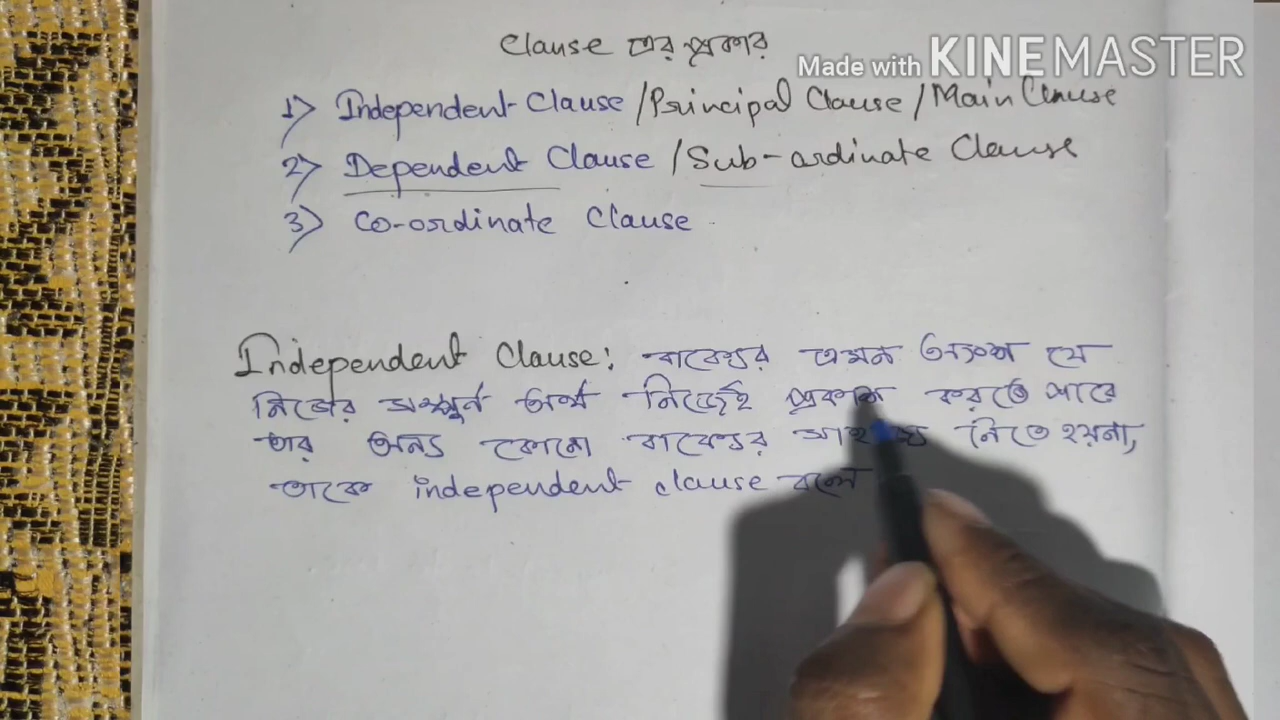 Clause এর প্রকার
Made with KINEMASTER
1) Independent Clause / Principal Clause / Main Clause
2) Dependent Clause / Sub-ordinate Clause
3) Co-ordinate Clause
Independent Clause: বাক্যের এমন অংশ যে
নিজের সম্পূর্ন অর্থ নিজেই প্রকাশ করতে পারে
তার অন্য কোনো বাক্যের সাহায্য নিতে হয়না,
তাকে independent clause বলে